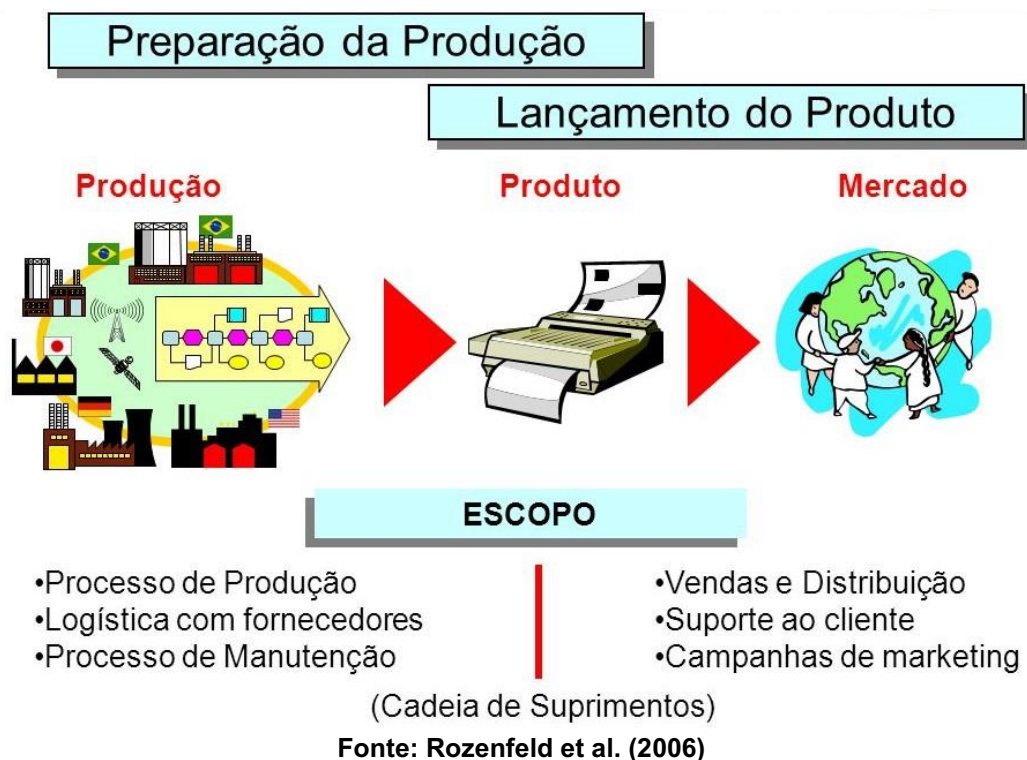 Preparação da Produção
Lançamento do Produto
Produção
Produto
Mercado
ESCOPO
•Processo de Produção
•Logística com fornecedores
•Processo de Manutenção
•Vendas e Distribuição
•Suporte ao cliente
•Campanhas de marketing
(Cadeia de Suprimentos)
Fonte: Rozenfeld et al. (2006)